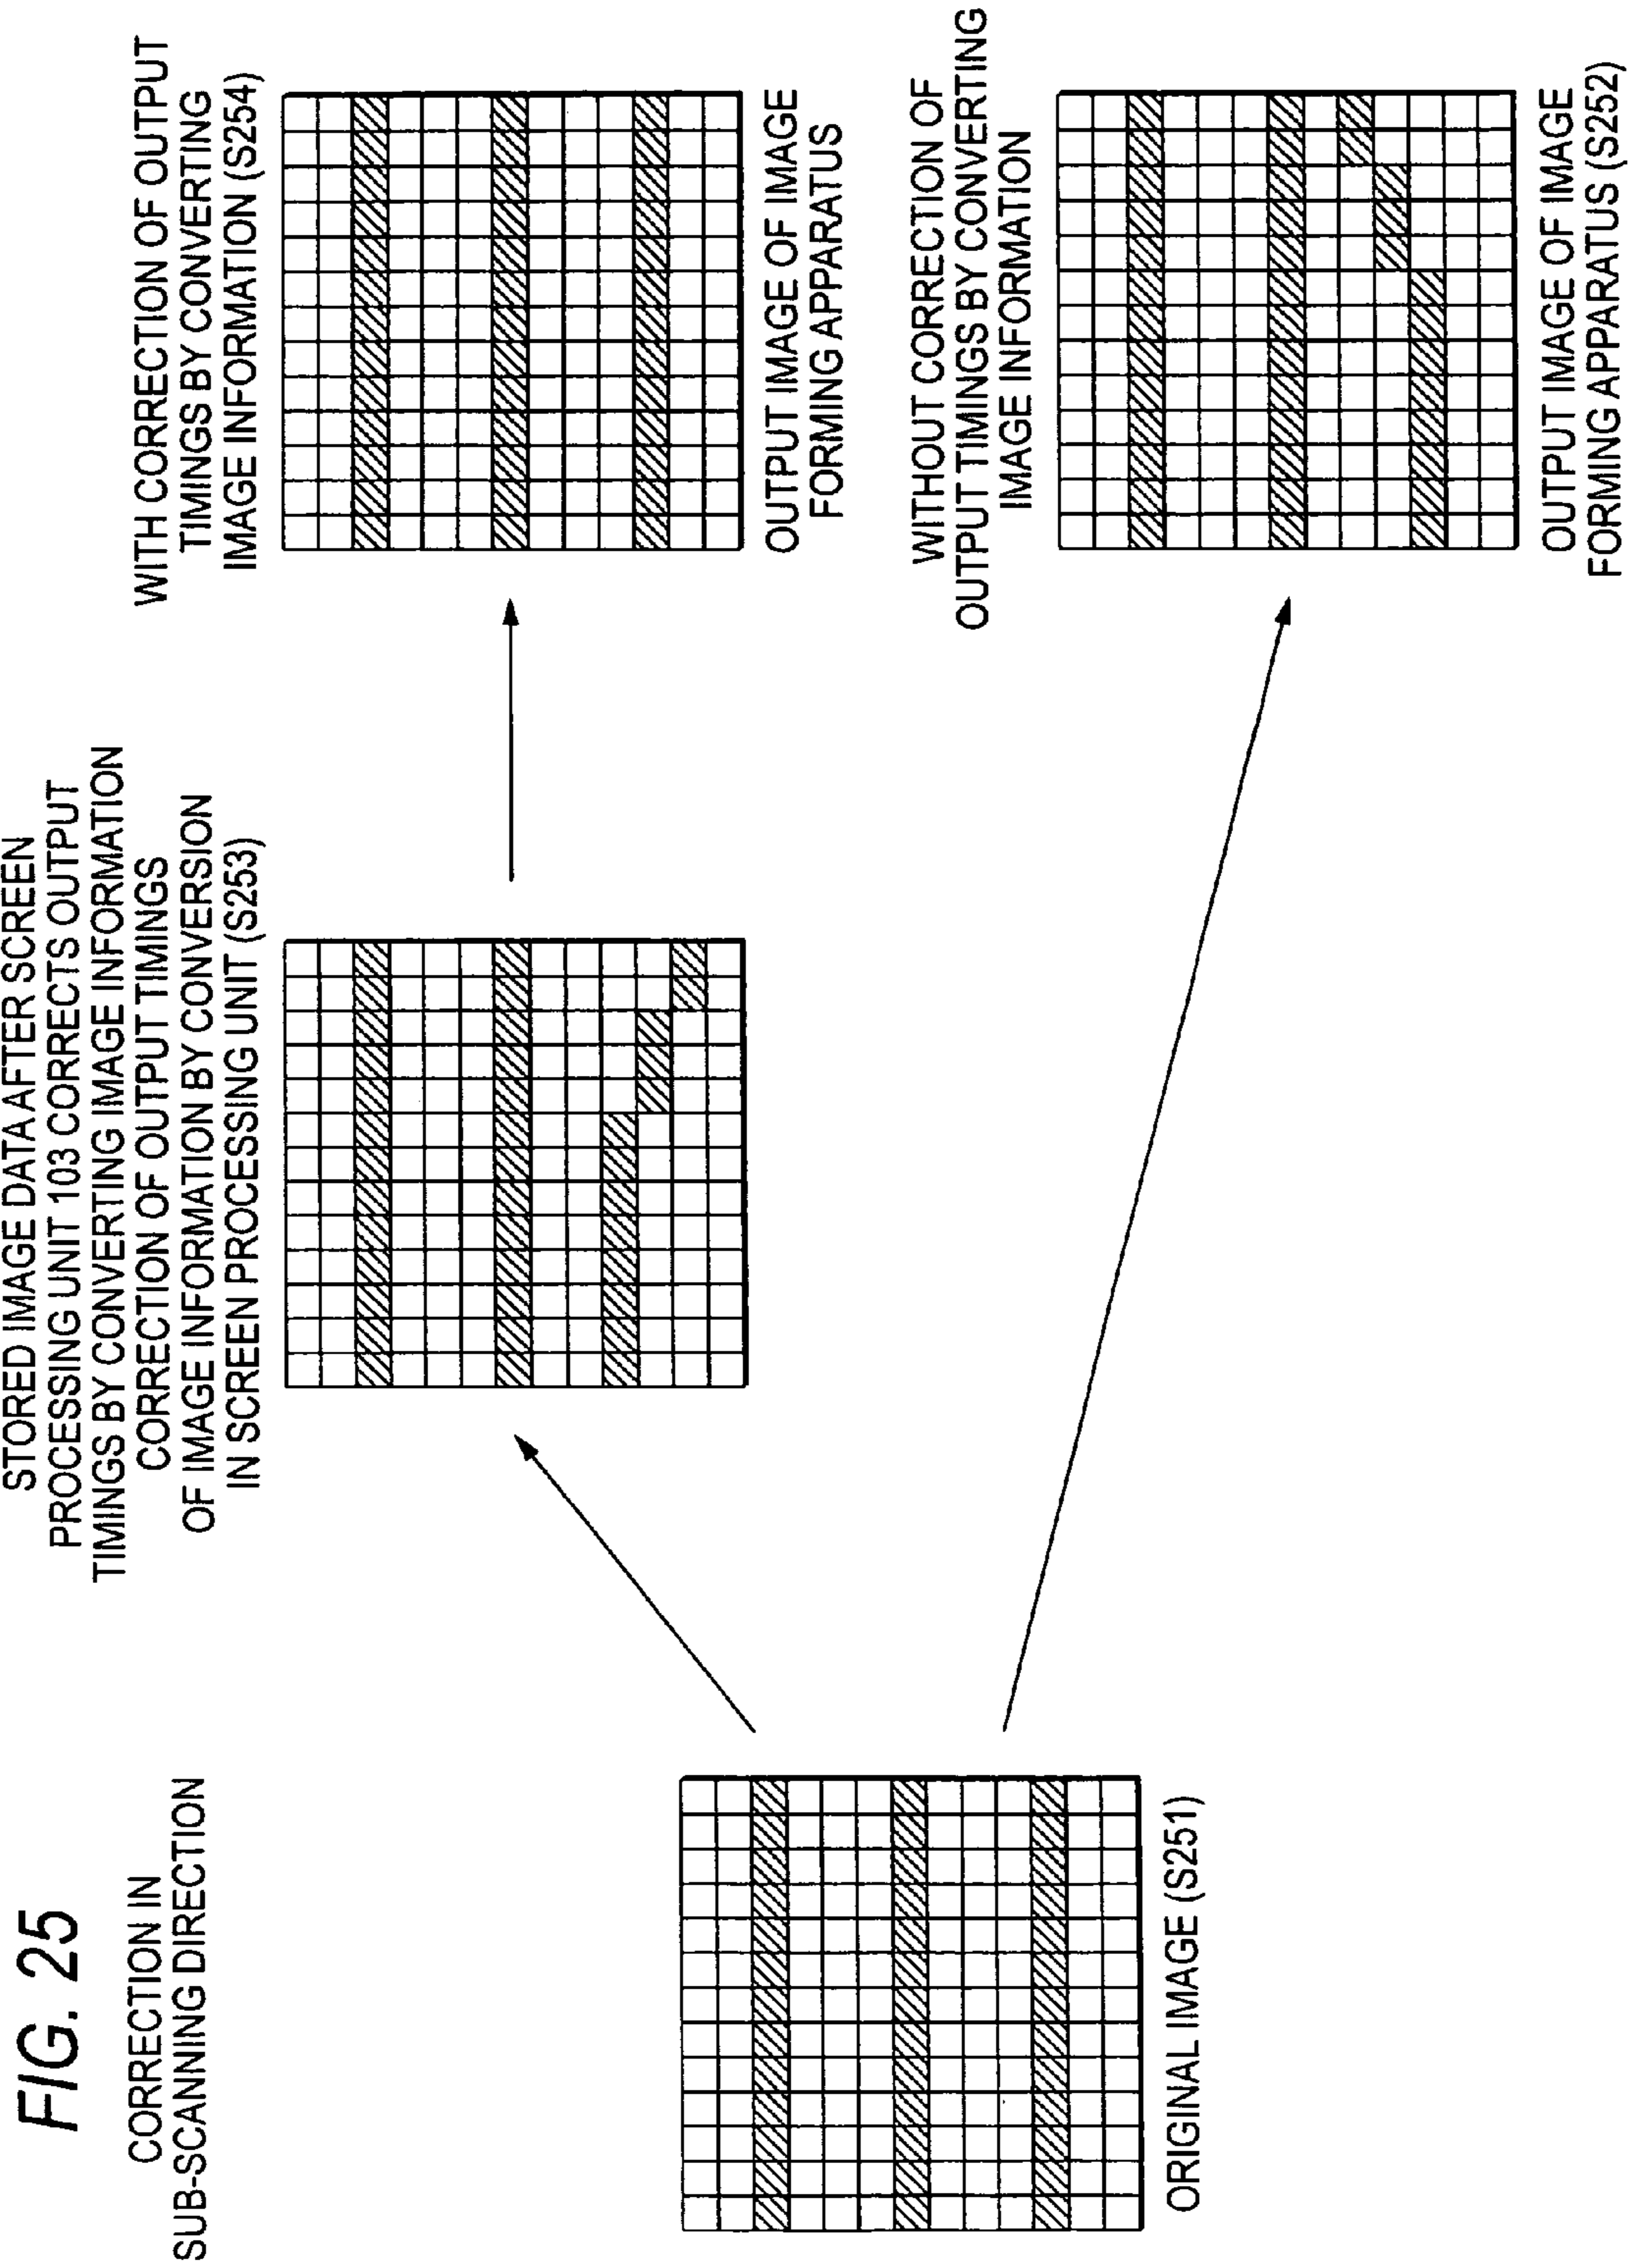 FIG. 25
CORRECTION IN
SUB-SCANNING DIRECTION
ORIGINAL IMAGE (S251)
STORED IMAGE DATA AFTER SCREEN
PROCESSING UNIT 103 CORRECTS OUTPUT
TIMINGS BY CONVERTING IMAGE INFORMATION
CORRECTION OF OUTPUT TIMINGS
OF IMAGE INFORMATION BY CONVERSION
IN SCREEN PROCESSING UNIT (S253)
WITH CORRECTION OF OUTPUT
TIMINGS BY CONVERTING
IMAGE INFORMATION (S254)
OUTPUT IMAGE OF IMAGE
FORMING APPARATUS
WITHOUT CORRECTION OF
OUTPUT TIMINGS BY CONVERTING
IMAGE INFORMATION
OUTPUT IMAGE OF IMAGE
FORMING APPARATUS (S252)